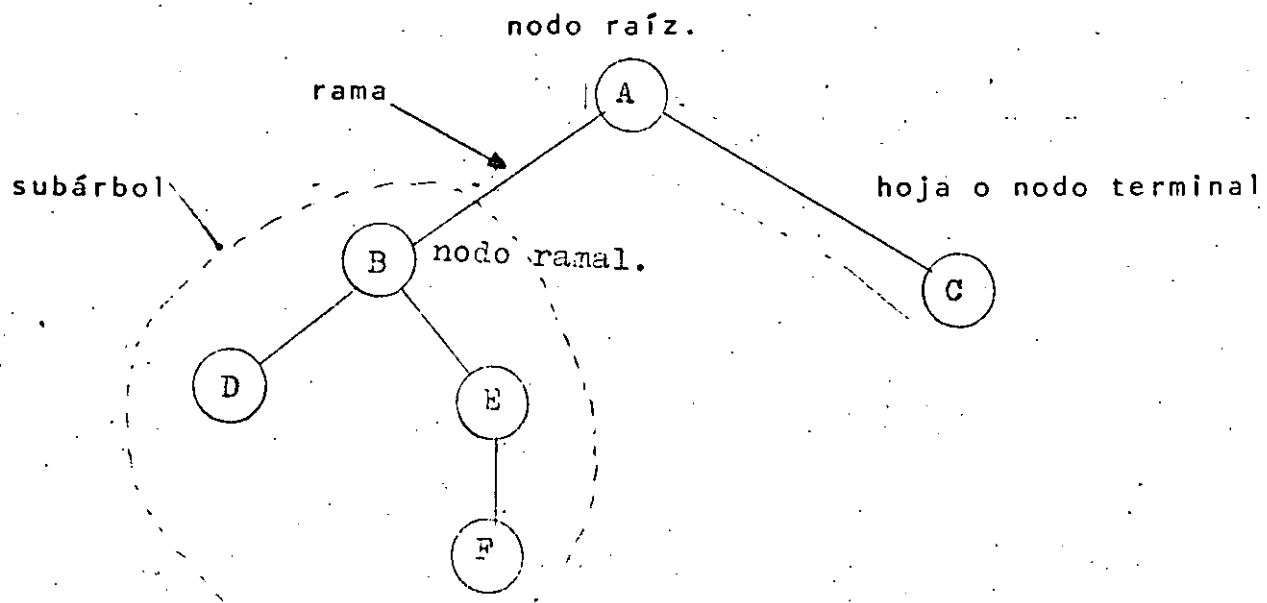 nodo raíz.
rama
A
subárbol
hoja o nodo terminal
B
nodo ramal.
C
D
E
F